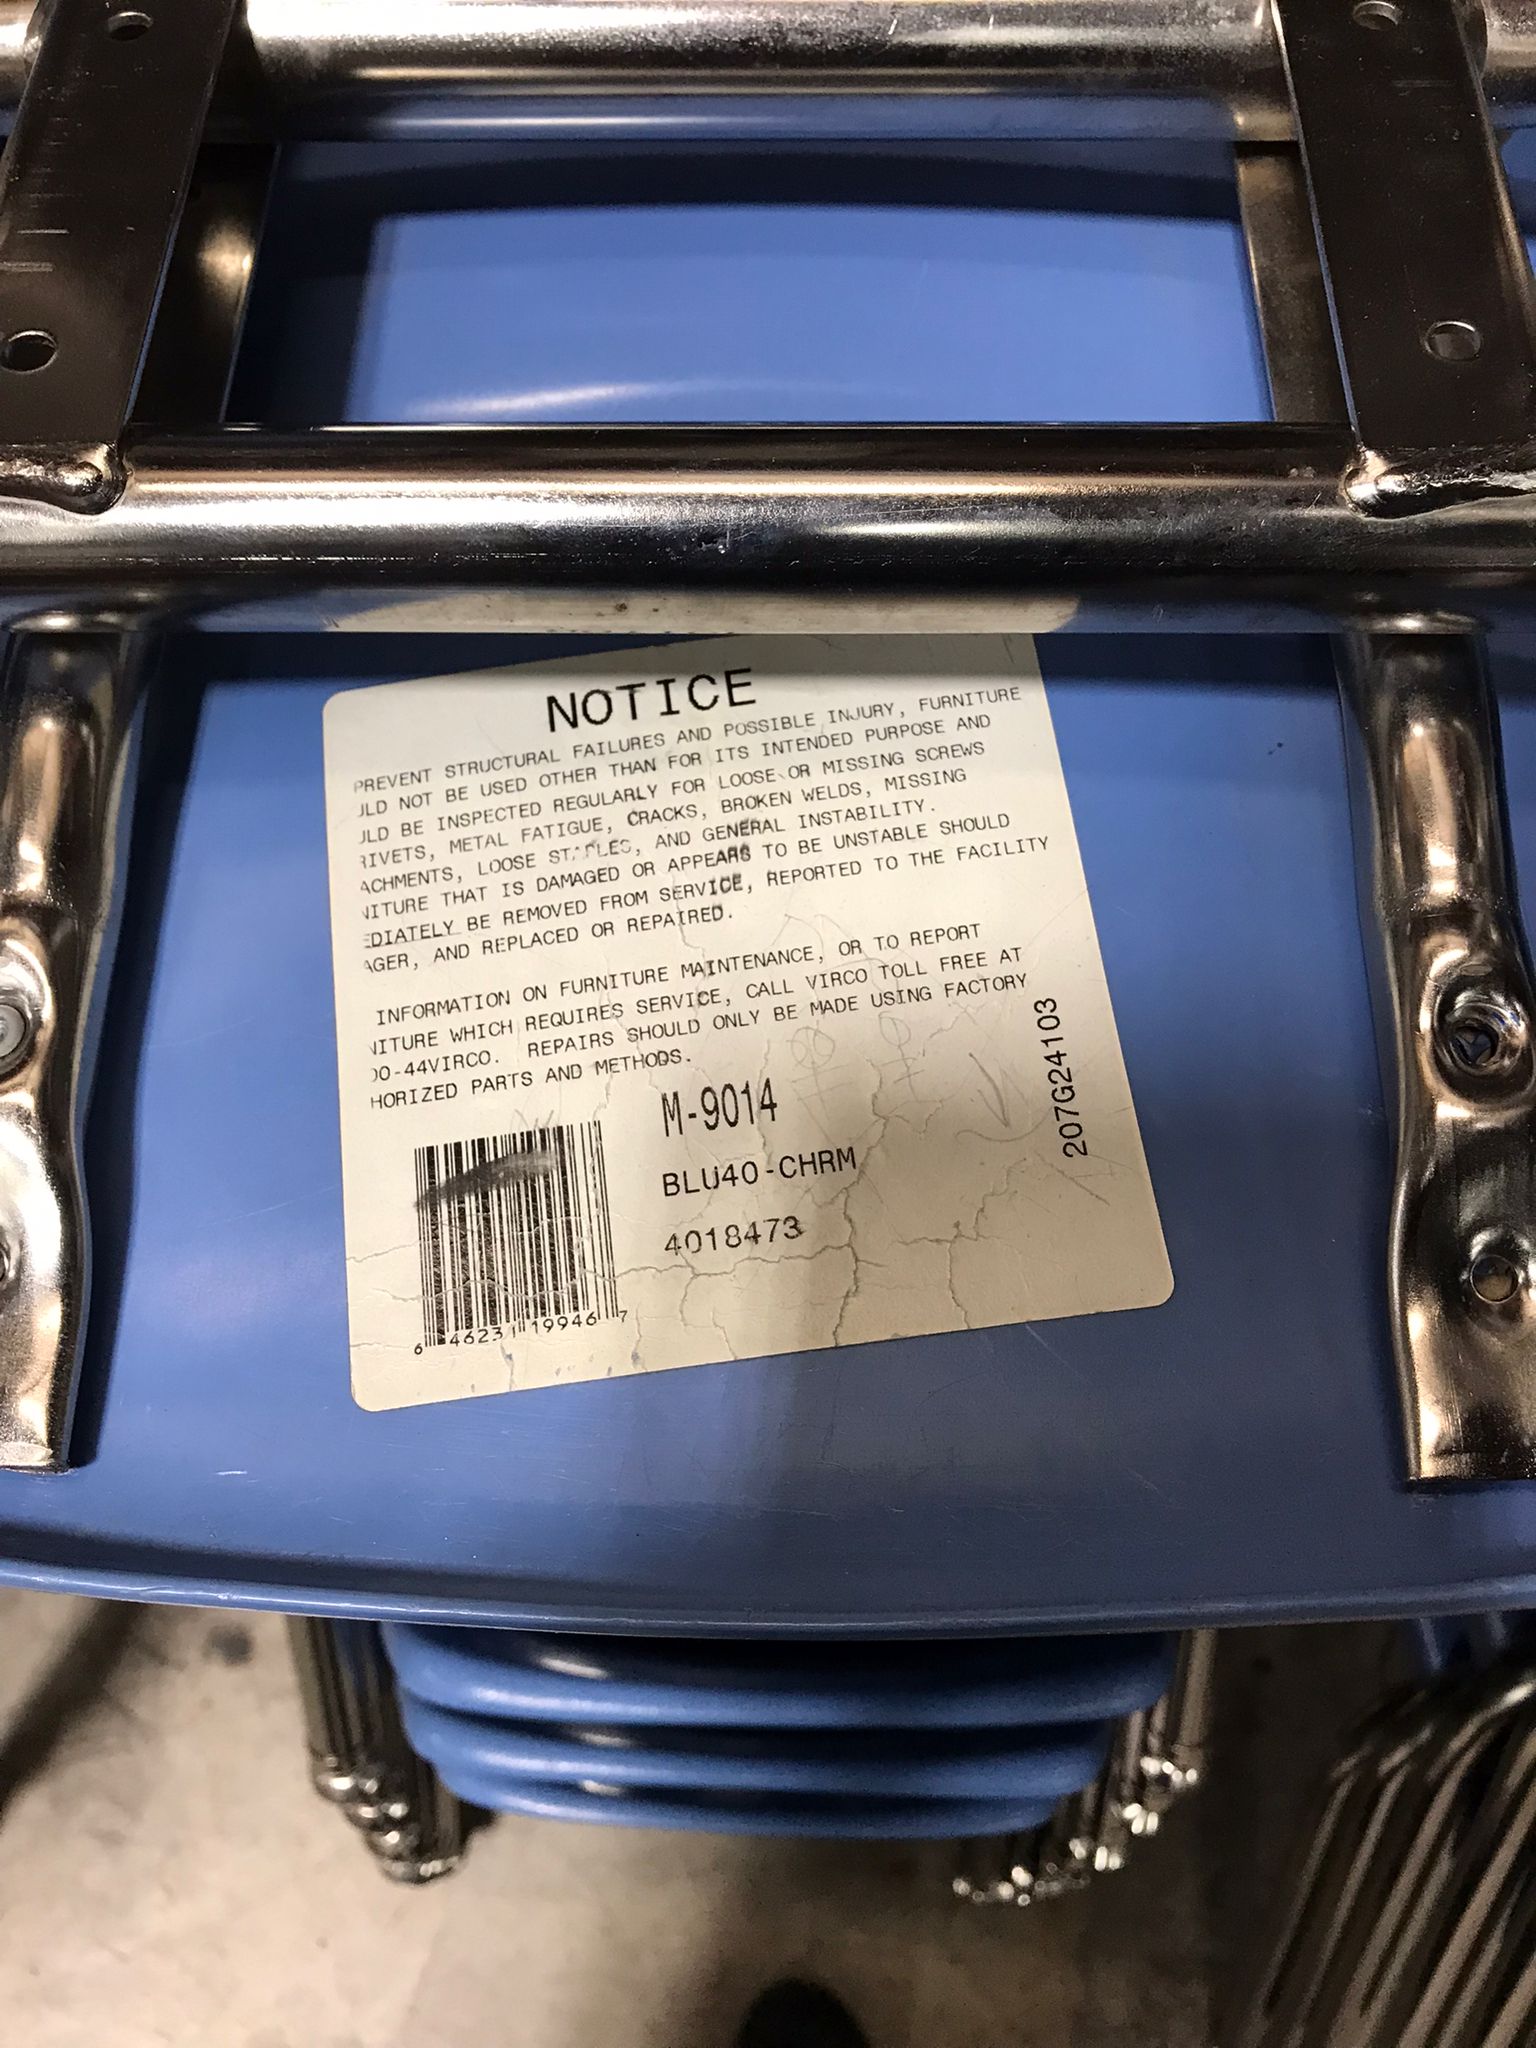 NOTICE
PREVENT STRUCTURAL FAILURES AND POSSIBLE INJURY, FURNITURE
ULD NOT BE USED OTHER THAN FOR ITS INTENDED PURPOSE AND
ULD BE INSPECTED REGULARLY FOR LOOSE OR MISSING SCREWS
RIVETS, METAL FATIGUE, CRACKS, BROKEN WELDS, MISSING
ACHMENTS, LOOSE STAPLES, AND GENERAL INSTABILITY.
NITURE THAT IS DAMAGED OR APPEARS TO BE UNSTABLE SHOULD
EDIATELY BE REMOVED FROM SERVICE, REPORTED TO THE FACILITY
AGER, AND REPLACED OR REPAIRED.
INFORMATION ON FURNITURE MAINTENANCE, OR TO REPORT
NITURE WHICH REQUIRES SERVICE, CALL VIRCO TOLL FREE AT
00-44VIRCO. REPAIRS SHOULD ONLY BE MADE USING FACTORY
HORIZED PARTS AND METHODS.
M-9014
BLU40-CHRM
4018473
6 46231 19946 7
207G24103